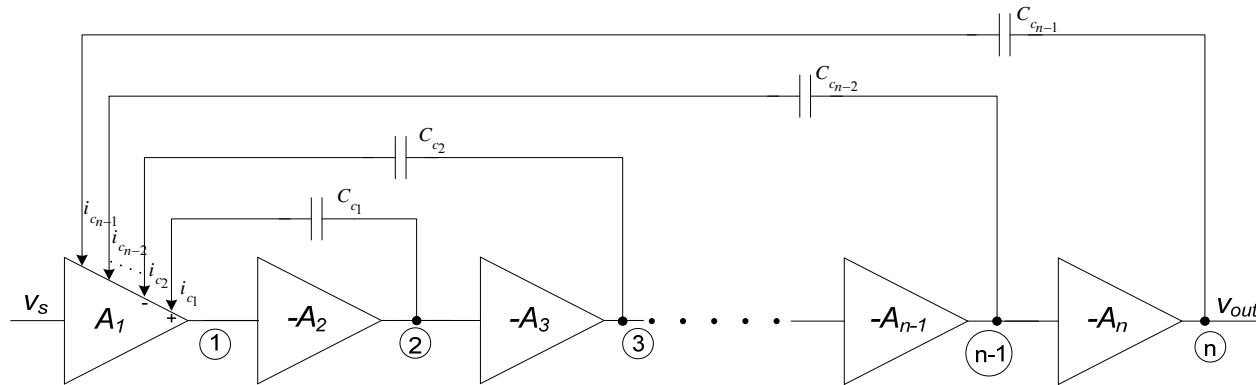 C_{c_{n-1}}
C_{c_{n-2}}
C_{c_2}
C_{c_1}
i_{c_{n-1}}
i_{c_{n-2}}
. . . .
i_{c_2}
i_{c_1}
v_s
A_1
-
+
-A_2
-A_3
. . . . .
-A_{n-1}
-A_n
v_{out}
1
2
3
n-1
n